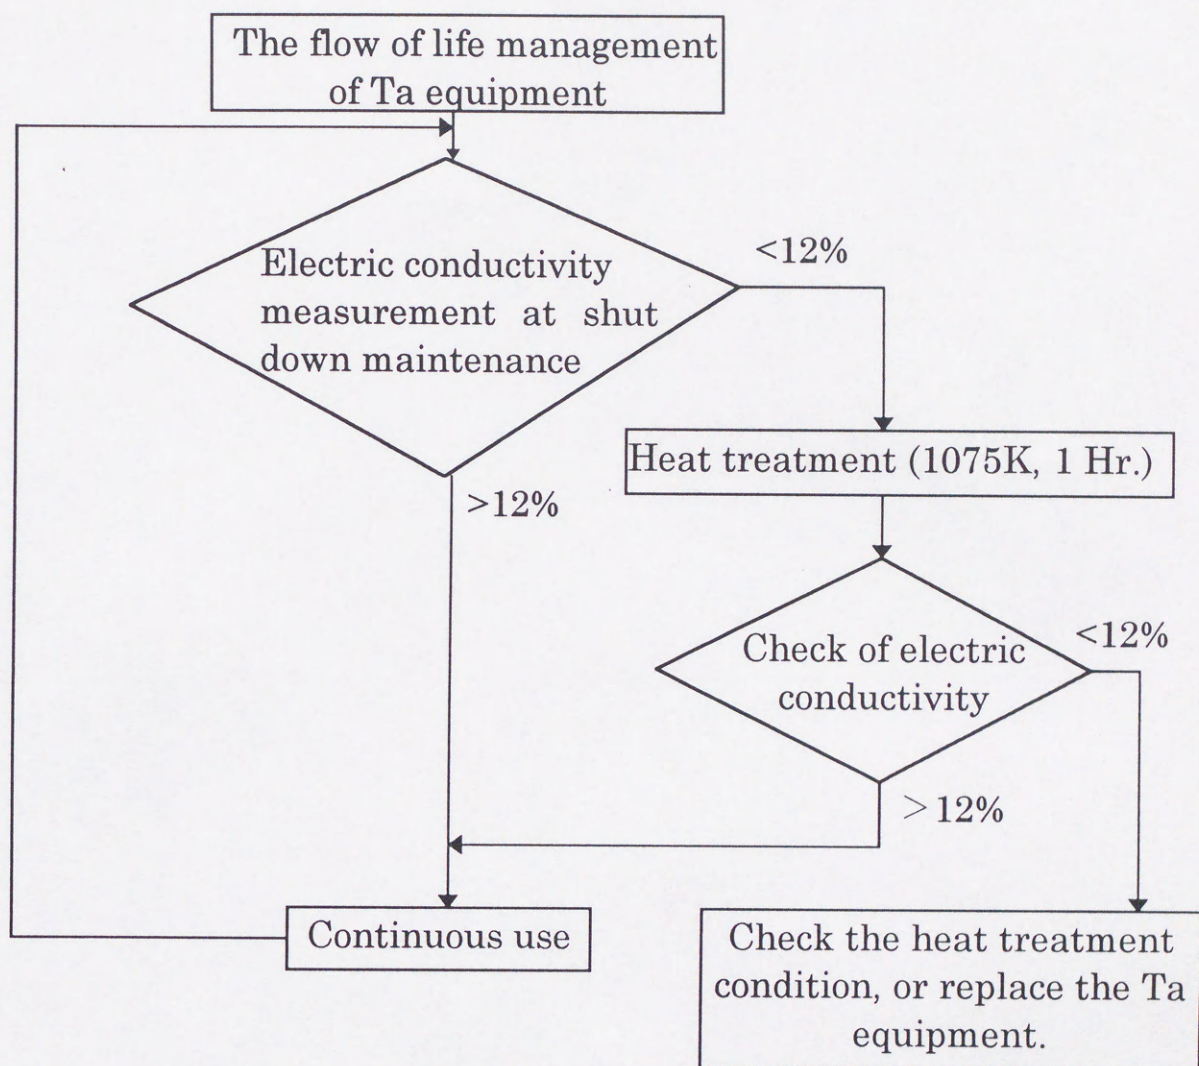 The flow of life management
of Ta equipment
<12%
Electric conductivity
measurement at shut
down maintenance
Heat treatment (1075K, 1 Hr.)
>12%
<12%
Check of electric
conductivity
> 12%
Continuous use
Check the heat treatment
condition, or replace the Ta
equipment.